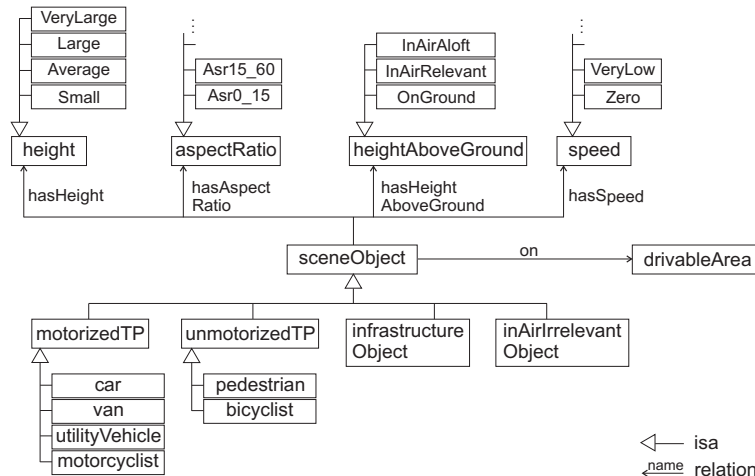 VeryLarge
Large
Average
Small
height
Asr15_60
Asr0_15
aspectRatio
InAirAloft
InAirRelevant
OnGround
heightAboveGround
VeryLow
Zero
speed
hasHeight
hasAspect
Ratio
hasHeight
AboveGround
hasSpeed
sceneObject
on
drivableArea
motorizedTP
unmotorizedTP
infrastructure
Object
inAirIrrelevant
Object
car
van
utilityVehicle
motorcyclist
pedestrian
bicyclist
isa
name
relation